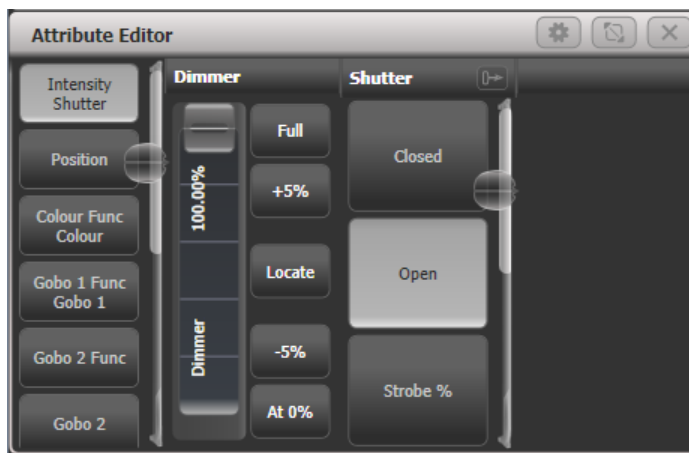 Attribute Editor
Intensity
Shutter
Position
Colour Func
Colour
Gobo 1 Func
Gobo 1
Gobo 2 Func
Gobo 2
Dimmer
100.00%
Dimmer
Full
+5%
Locate
-5%
At 0%
Shutter
Closed
Open
Strobe %